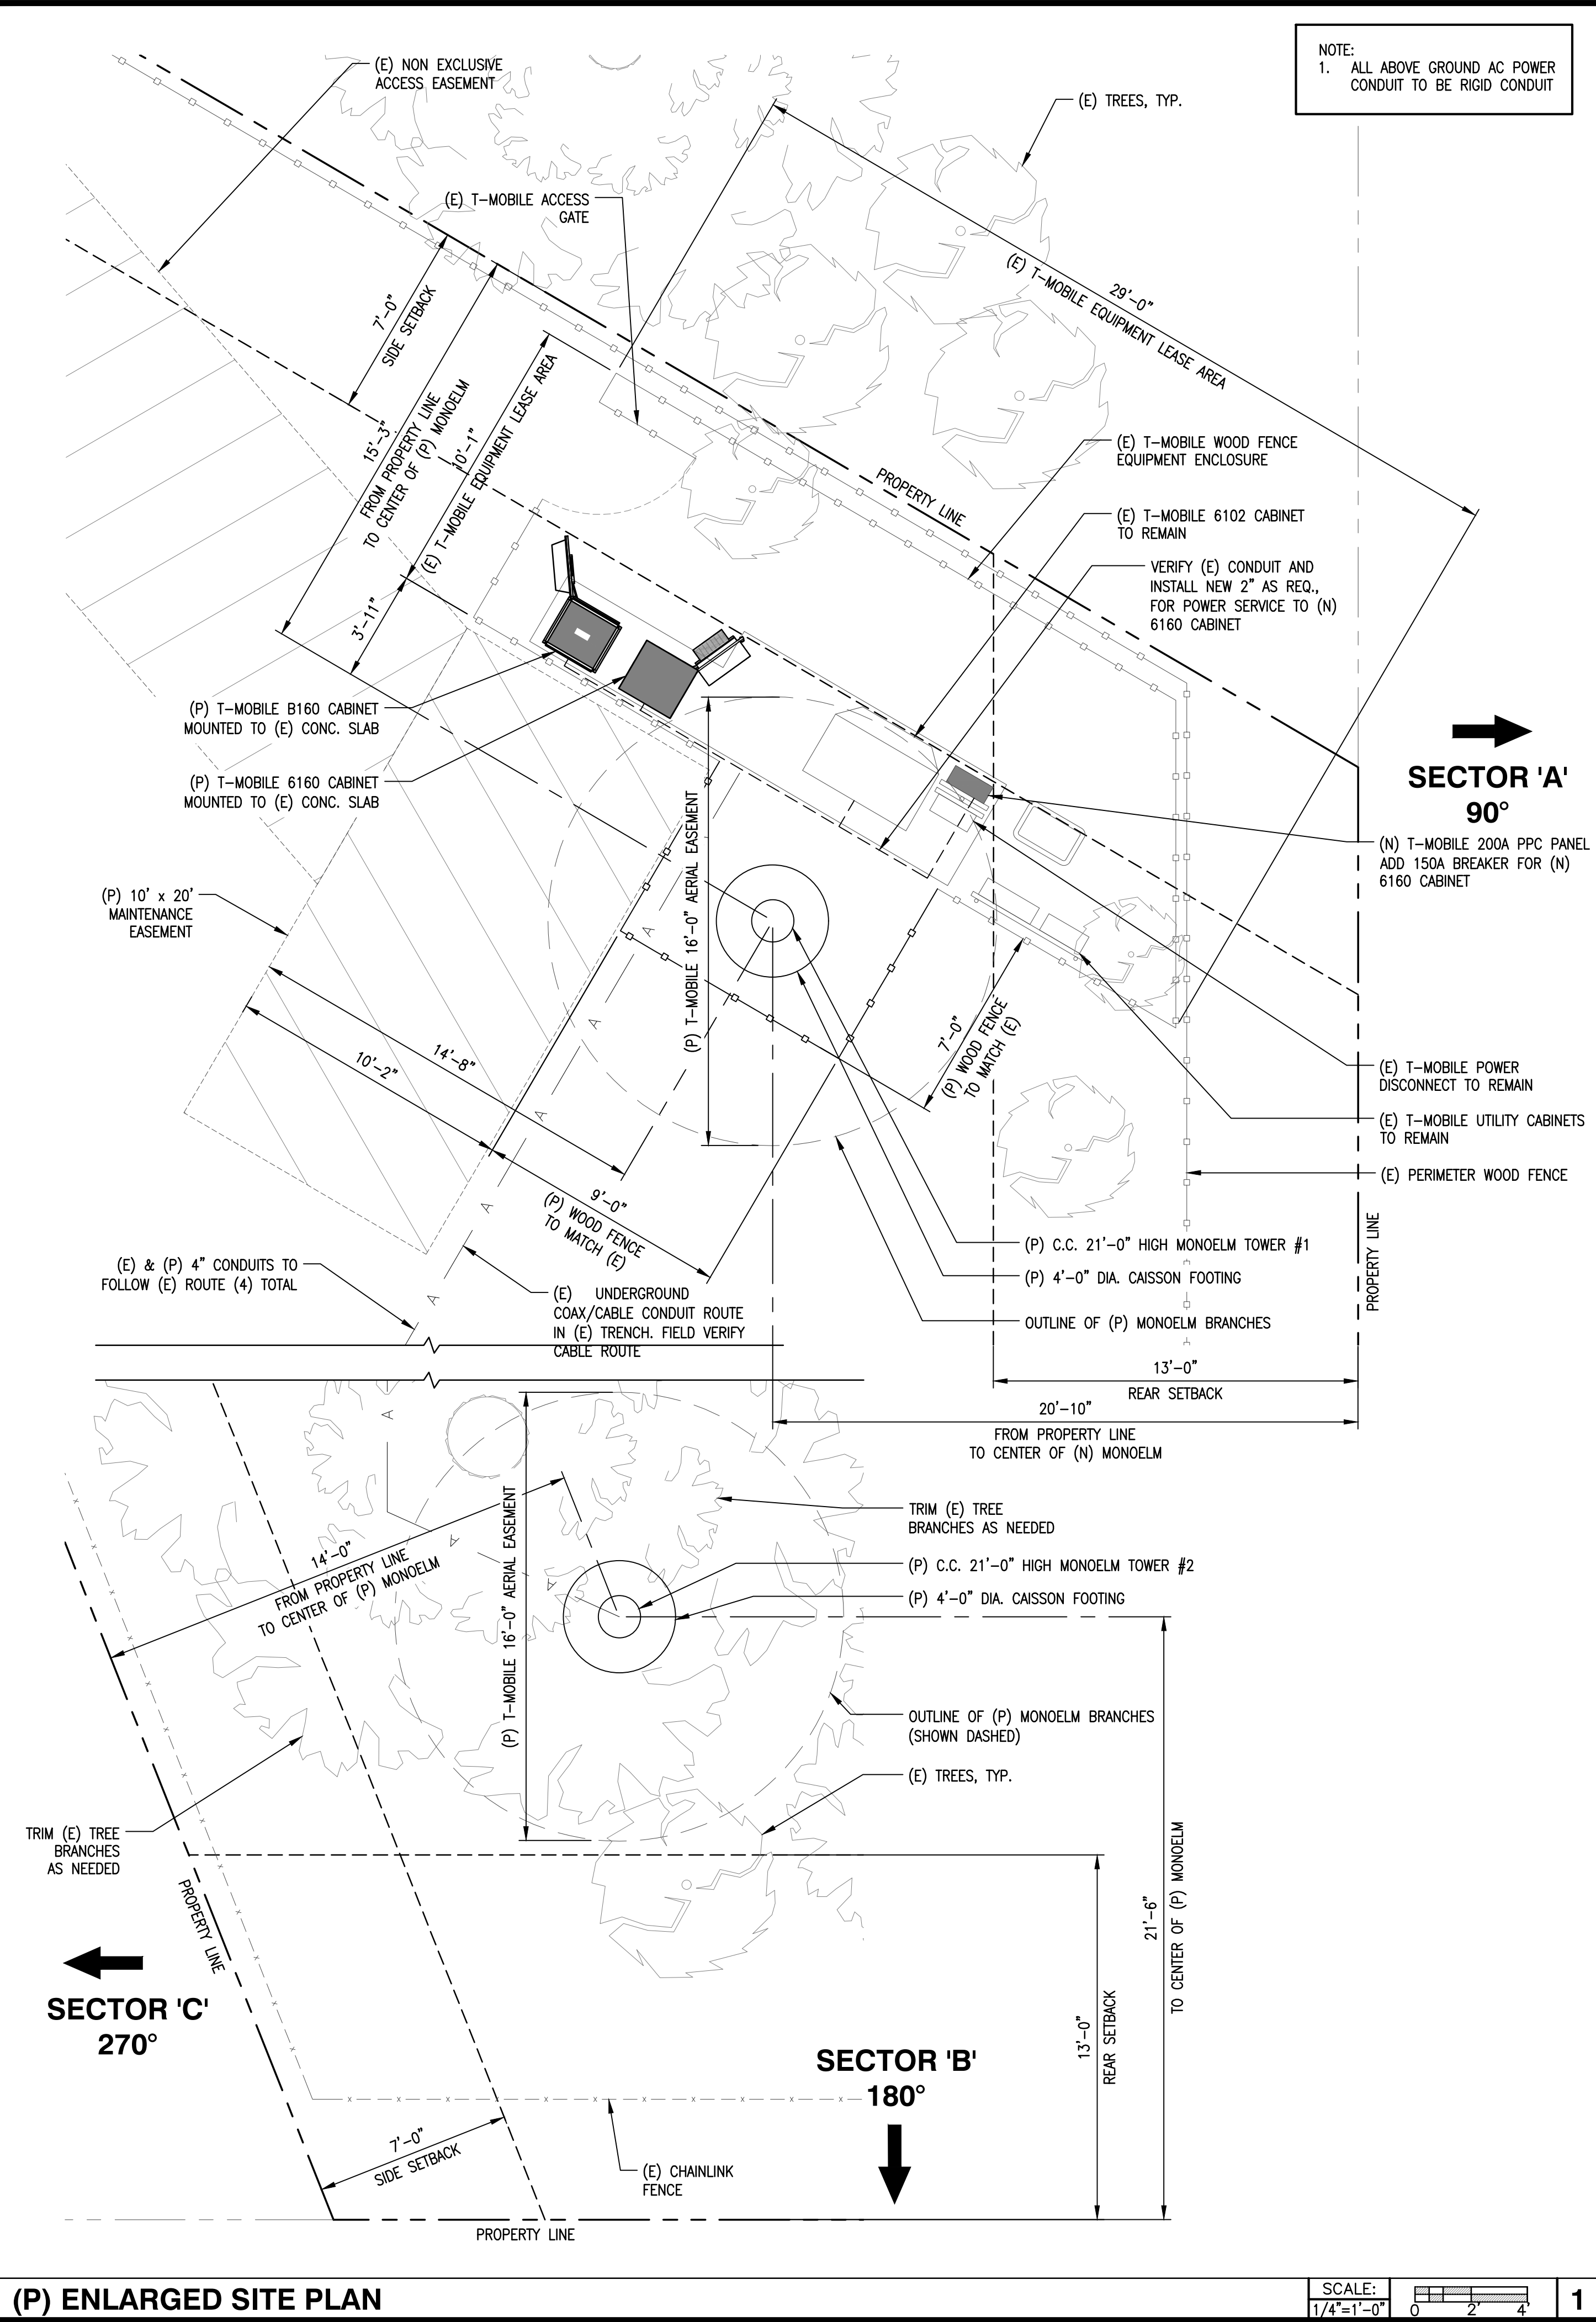 NOTE:
1. ALL ABOVE GROUND AC POWER
CONDUIT TO BE RIGID CONDUIT
(E) NON EXCLUSIVE
ACCESS EASEMENT
(E) TREES, TYP.
(E) T-MOBILE ACCESS
GATE
29'-0"
(E) T-MOBILE EQUIPMENT LEASE AREA
7'-0"
SIDE SETBACK
15'-3"
FROM PROPERTY LINE
TO CENTER OF (P) MONOELM
10'-1"
(E) T-MOBILE EQUIPMENT LEASE AREA
3'-11"
PROPERTY LINE
(E) T-MOBILE WOOD FENCE
EQUIPMENT ENCLOSURE
(E) T-MOBILE 6102 CABINET
TO REMAIN
VERIFY (E) CONDUIT AND
INSTALL NEW 2" AS REQ.,
FOR POWER SERVICE TO (N)
6160 CABINET
(P) T-MOBILE B160 CABINET
MOUNTED TO (E) CONC. SLAB
(P) T-MOBILE 6160 CABINET
MOUNTED TO (E) CONC. SLAB
SECTOR 'A'
90°
(N) T-MOBILE 200A PPC PANEL
ADD 150A BREAKER FOR (N)
6160 CABINET
(P) 10' x 20'
MAINTENANCE
EASEMENT
(P) T-MOBILE 16'-0" AERIAL EASEMENT
A
A
A
A
A
14'-8"
10'-2"
7'-0"
(P) WOOD FENCE
TO MATCH (E)
(E) T-MOBILE POWER
DISCONNECT TO REMAIN
(E) T-MOBILE UTILITY CABINETS
TO REMAIN
(E) PERIMETER WOOD FENCE
9'-0"
(P) WOOD FENCE
TO MATCH (E)
PROPERTY LINE
(P) C.C. 21'-0" HIGH MONOELM TOWER #1
(P) 4'-0" DIA. CAISSON FOOTING
OUTLINE OF (P) MONOELM BRANCHES
(E) & (P) 4" CONDUITS TO
FOLLOW (E) ROUTE (4) TOTAL
(E) UNDERGROUND
COAX/CABLE CONDUIT ROUTE
IN (E) TRENCH. FIELD VERIFY
CABLE ROUTE
13'-0"
REAR SETBACK
20'-10"
FROM PROPERTY LINE
TO CENTER OF (N) MONOELM
A
A
A
14'-0"
FROM PROPERTY LINE
TO CENTER OF (P) MONOELM
(P) T-MOBILE 16'-0" AERIAL EASEMENT
TRIM (E) TREE
BRANCHES AS NEEDED
(P) C.C. 21'-0" HIGH MONOELM TOWER #2
(P) 4'-0" DIA. CAISSON FOOTING
OUTLINE OF (P) MONOELM BRANCHES
(SHOWN DASHED)
(E) TREES, TYP.
TRIM (E) TREE
BRANCHES
AS NEEDED
PROPERTY LINE
21'-6"
TO CENTER OF (P) MONOELM
13'-0"
REAR SETBACK
SECTOR 'C'
270°
SECTOR 'B'
180°
7'-0"
SIDE SETBACK
(E) CHAINLINK
FENCE
PROPERTY LINE
(P) ENLARGED SITE PLAN
SCALE:
1/4"=1'-0"
0 2' 4'
1